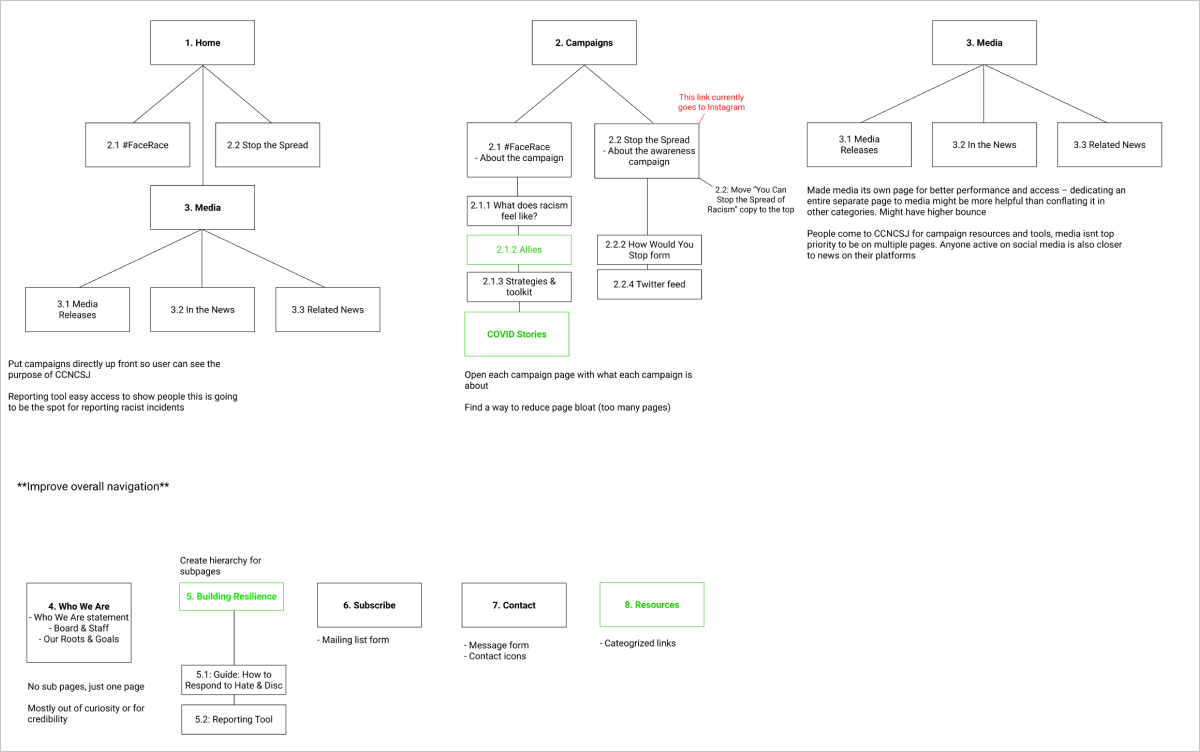 1. Home
2.1 #FaceRace
2.2 Stop the Spread
3. Media
3.1 Media
Releases
3.2 In the News
3.3 Related News
Put campaigns directly up front so user can see the
purpose of CCNCSJ
Reporting tool easy access to show people this is going
to be the spot for reporting racist incidents
2. Campaigns
This link currently
goes to Instagram
2.1 #FaceRace
- About the campaign
2.2 Stop the Spread
- About the awareness
campaign
2.2: Move "You Can
Stop the Spread of
Racism" copy to the top
2.1.1 What does racism
feel like?
2.1.2 Allies
2.1.3 Strategies &
toolkit
COVID Stories
2.2.2 How Would You
Stop form
2.2.4 Twitter feed
Open each campaign page with what each campaign is
about
Find a way to reduce page bloat (too many pages)
3. Media
3.1 Media
Releases
3.2 In the News
3.3 Related News
Made media its own page for better performance and access – dedicating an
entire separate page to media might be more helpful than conflating it in
other categories. Might have higher bounce
People come to CCNCSJ for campaign resources and tools, media isnt top
priority to be on multiple pages. Anyone active on social media is also closer
to news on their platforms
**Improve overall navigation**
4. Who We Are
- Who We Are statement
- Board & Staff
- Our Roots & Goals
No sub pages, just one page
Mostly out of curiosity or for
credibility
Create hierarchy for
subpages
5. Building Resilience
5.1: Guide: How to
Respond to Hate & Disc
5.2: Reporting Tool
6. Subscribe
- Mailing list form
7. Contact
- Message form
- Contact icons
8. Resources
- Cateogrized links